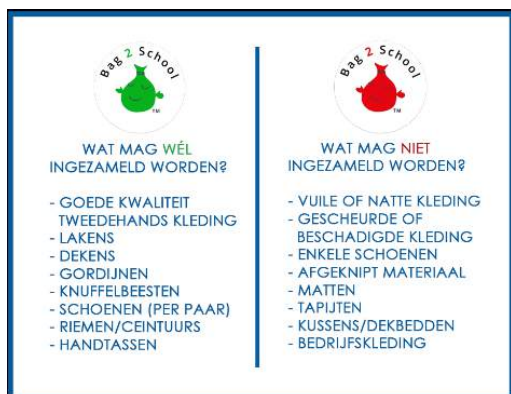 Bag 2 School
TM
WAT MAG WÉL
INGEZAMELD WORDEN?
- GOEDE KWALITEIT
TWEEDEHANDS KLEDING
- LAKENS
- DEKENS
- GORDIJNEN
- KNUFFELBEESTEN
- SCHOENEN (PER PAAR)
- RIEMEN/CEINTUURS
- HANDTASSEN
Bag 2 School
TM
WAT MAG NIET
INGEZAMELD WORDEN?
- VUILE OF NATTE KLEDING
- GESCHEURDE OF
BESCHADIGDE KLEDING
- ENKELE SCHOENEN
- AFGEKNIPT MATERIAAL
- MATTEN
- TAPIJTEN
- KUSSENS/DEKBEDDEN
- BEDRIJFSKLEDING